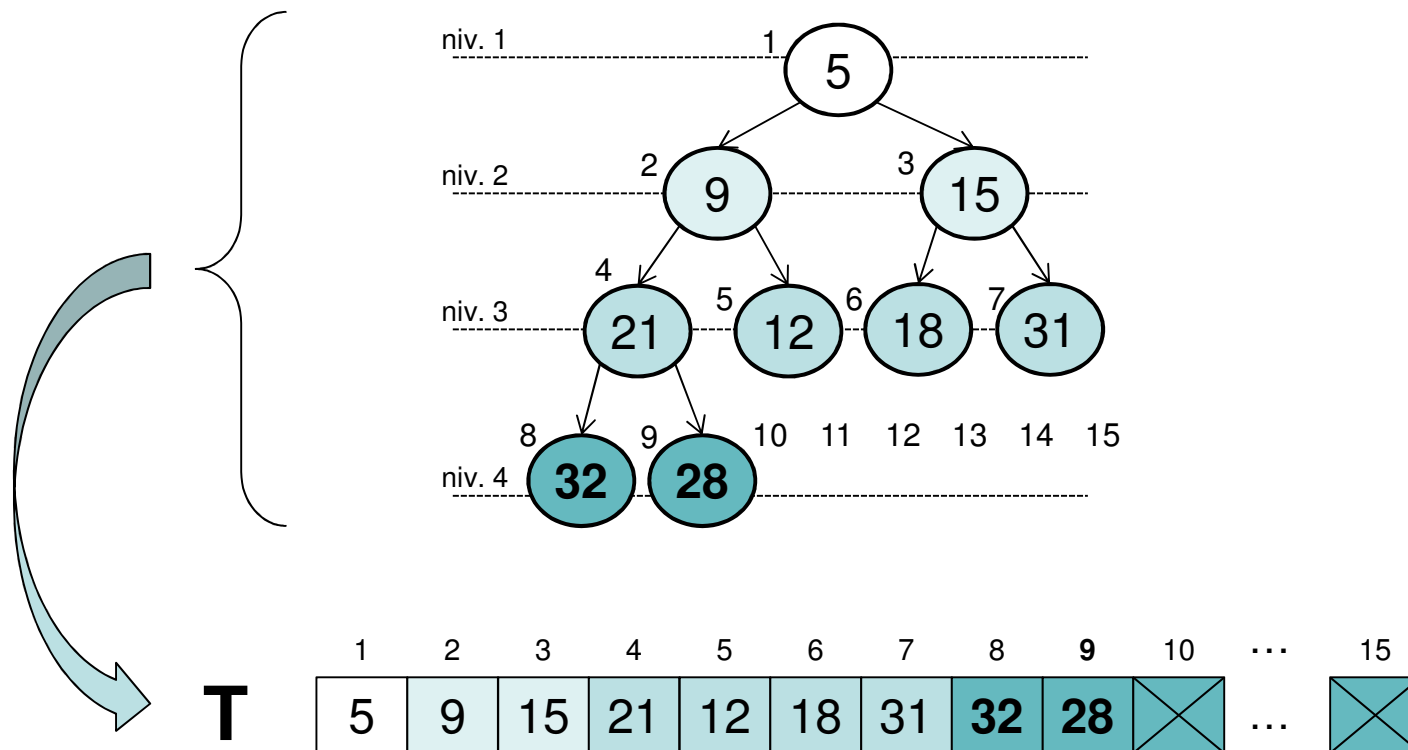 niv. 1 1 5
niv. 2 2 9 3 15
niv. 3 4 21 5 12 6 18 7 31
8 9 10 11 12 13 14 15
niv. 4 32 28
1 2 3 4 5 6 7 8 9 10 ... 15
T 5 9 15 21 12 18 31 32 28 ...